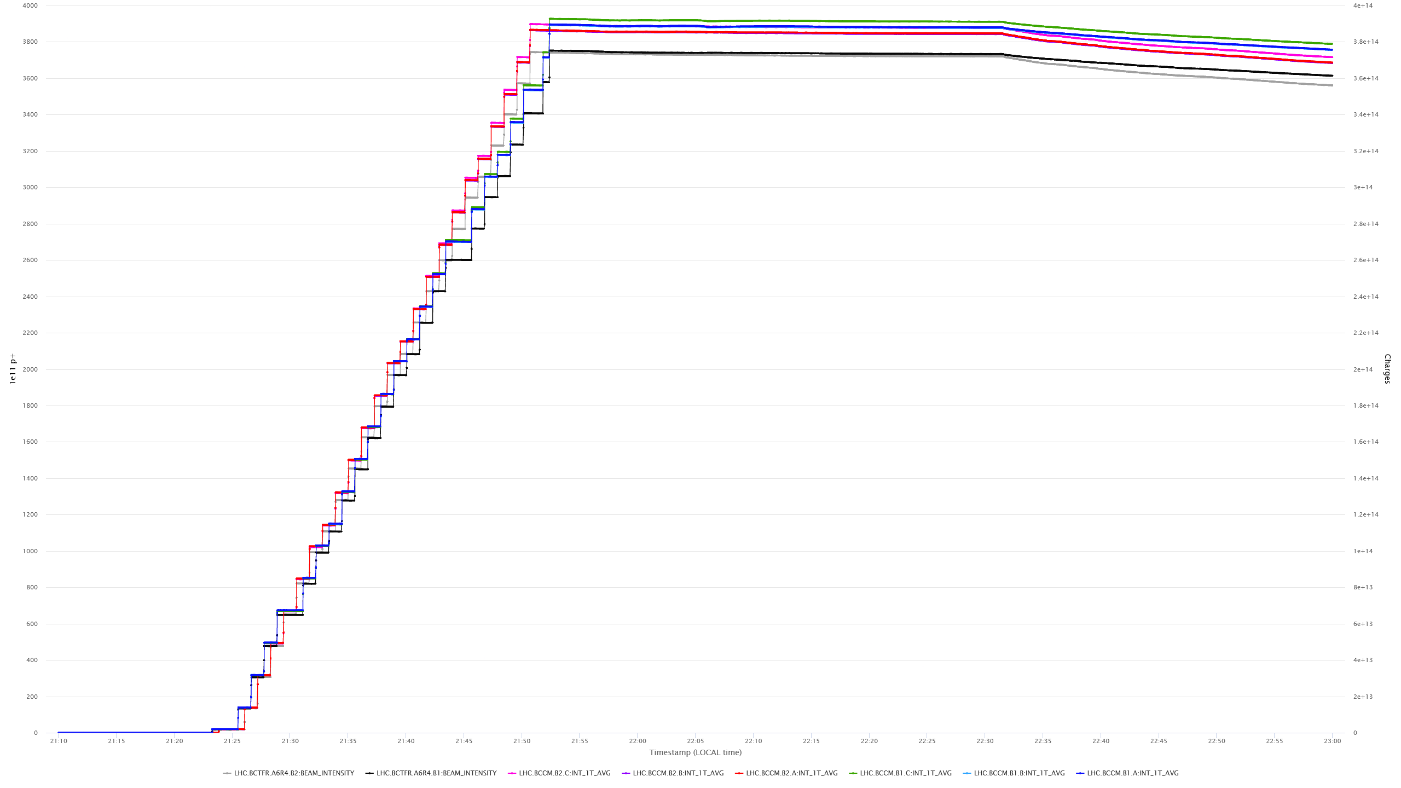 4000 4e+14
3800 3.8e+14
3600 3.6e+14
3400 3.4e+14
3200 3.2e+14
3000 3e+14
2800 2.8e+14
2600 2.6e+14
2400 2.4e+14
2200 2.2e+14
2000 2e+14
1800 1.8e+14
1600 1.6e+14
1400 1.4e+14
1200 1.2e+14
1000 1e+14
800 8e+13
600 6e+13
400 4e+13
200 2e+13
0 0
1e11 p+
Charges
21:10 21:15 21:20 21:25 21:30 21:35 21:40 21:45 21:50 21:55 22:00 22:05 22:10 22:15 22:20 22:25 22:30 22:35 22:40 22:45 22:50 22:55 23:00
Timestamp (LOCAL time)
LHC.BCTFR.A6R4.B2:BEAM_INTENSITY LHC.BCTFR.A6R4.B1:BEAM_INTENSITY LHC.BCCM.B2.C:INT_1T_AVG LHC.BCCM.B2.B:INT_1T_AVG LHC.BCCM.B2.A:INT_1T_AVG LHC.BCCM.B1.C:INT_1T_AVG LHC.BCCM.B1.B:INT_1T_AVG LHC.BCCM.B1.A:INT_1T_AVG